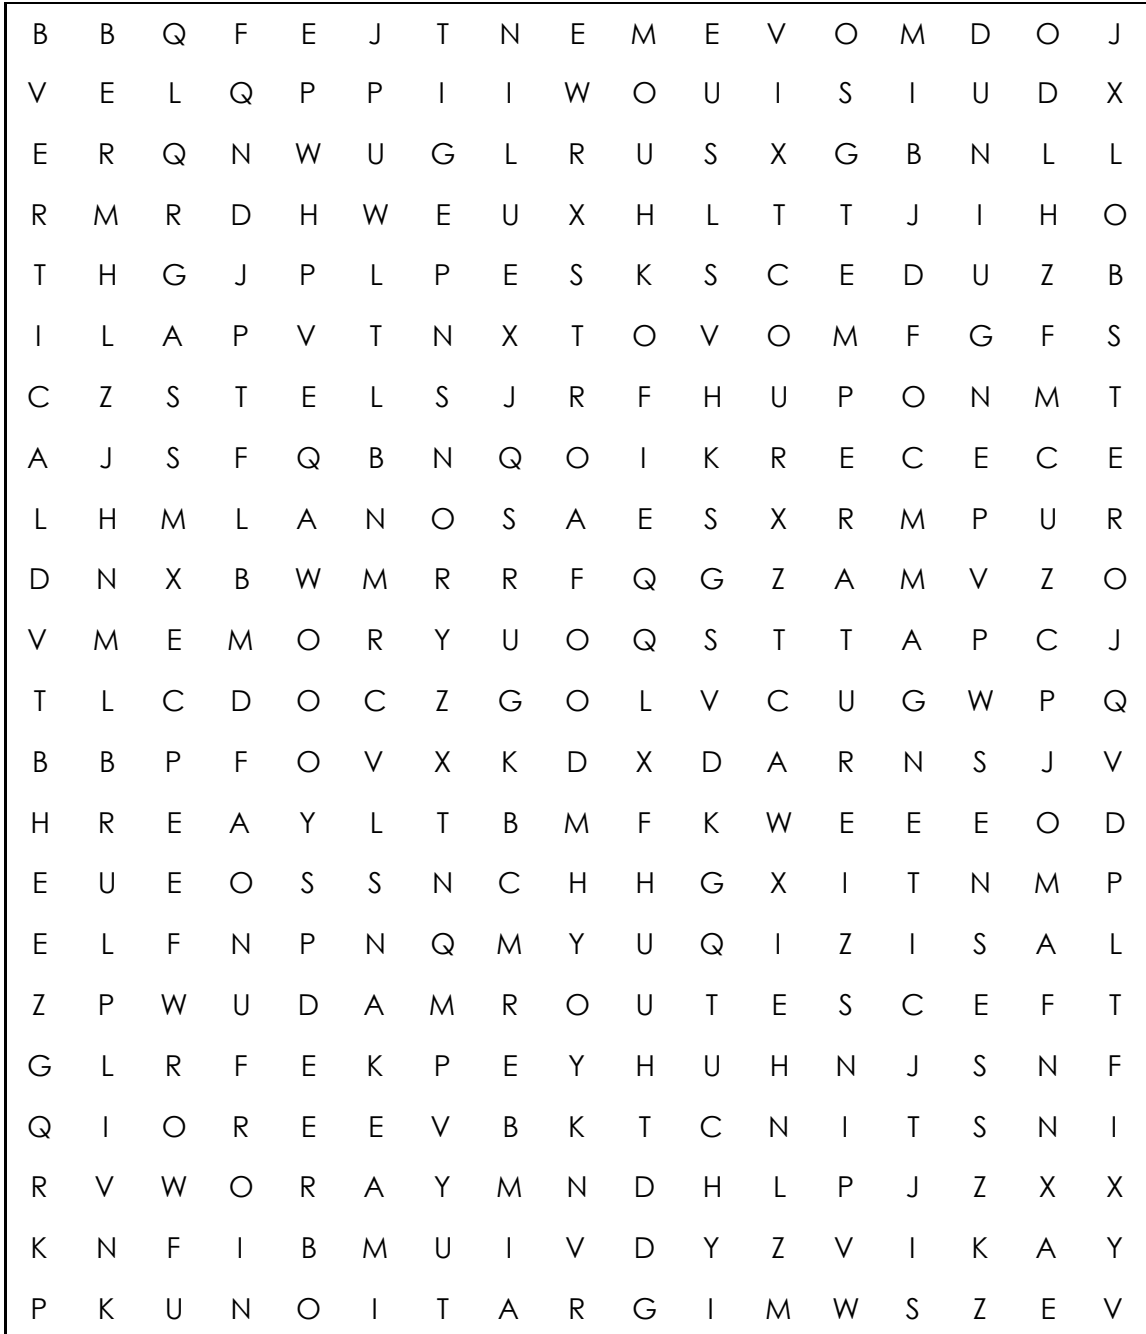 B B Q F E J T N E M E V O M D O J
V E L Q P P I I W O U I S I U D X
E R Q N W U G L R U S X G B N L L
R M R D H W E U X H L T T J I H O
T H G J P L P E S K S C E D U Z B
I L A P V T N X T O V O M F G F S
C Z S T E L S J R F H U P O N M T
A J S F Q B N Q O I K R E C E C E
L H M L A N O S A E S X R M P U R
D N X B W M R R F Q G Z A M V Z O
V M E M O R Y U O Q S T T A P C J
T L C D O C Z G O L V C U G W P Q
B B P F O V X K D X D A R N S J V
H R E A Y L T B M F K W E E E O D
E U E O S S N C H H G X I T N M P
E L F N P N Q M Y U Q I Z I S A L
Z P W U D A M R O U T E S C E F T
G L R F E K P E Y H U H N J S N F
Q I O R E E V B K T C N I T S N I
R V W O R A Y M N D H L P J Z X X
K N F I B M U I V D Y Z V I K A Y
P K U N O I T A R G I M W S Z E V